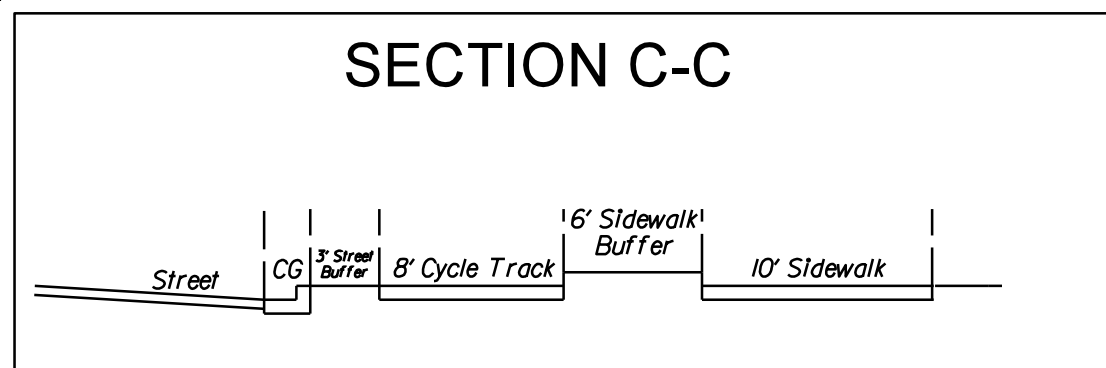 SECTION C-C
Street
CG
3' Street
Buffer
8' Cycle Track
6' Sidewalk
Buffer
10' Sidewalk